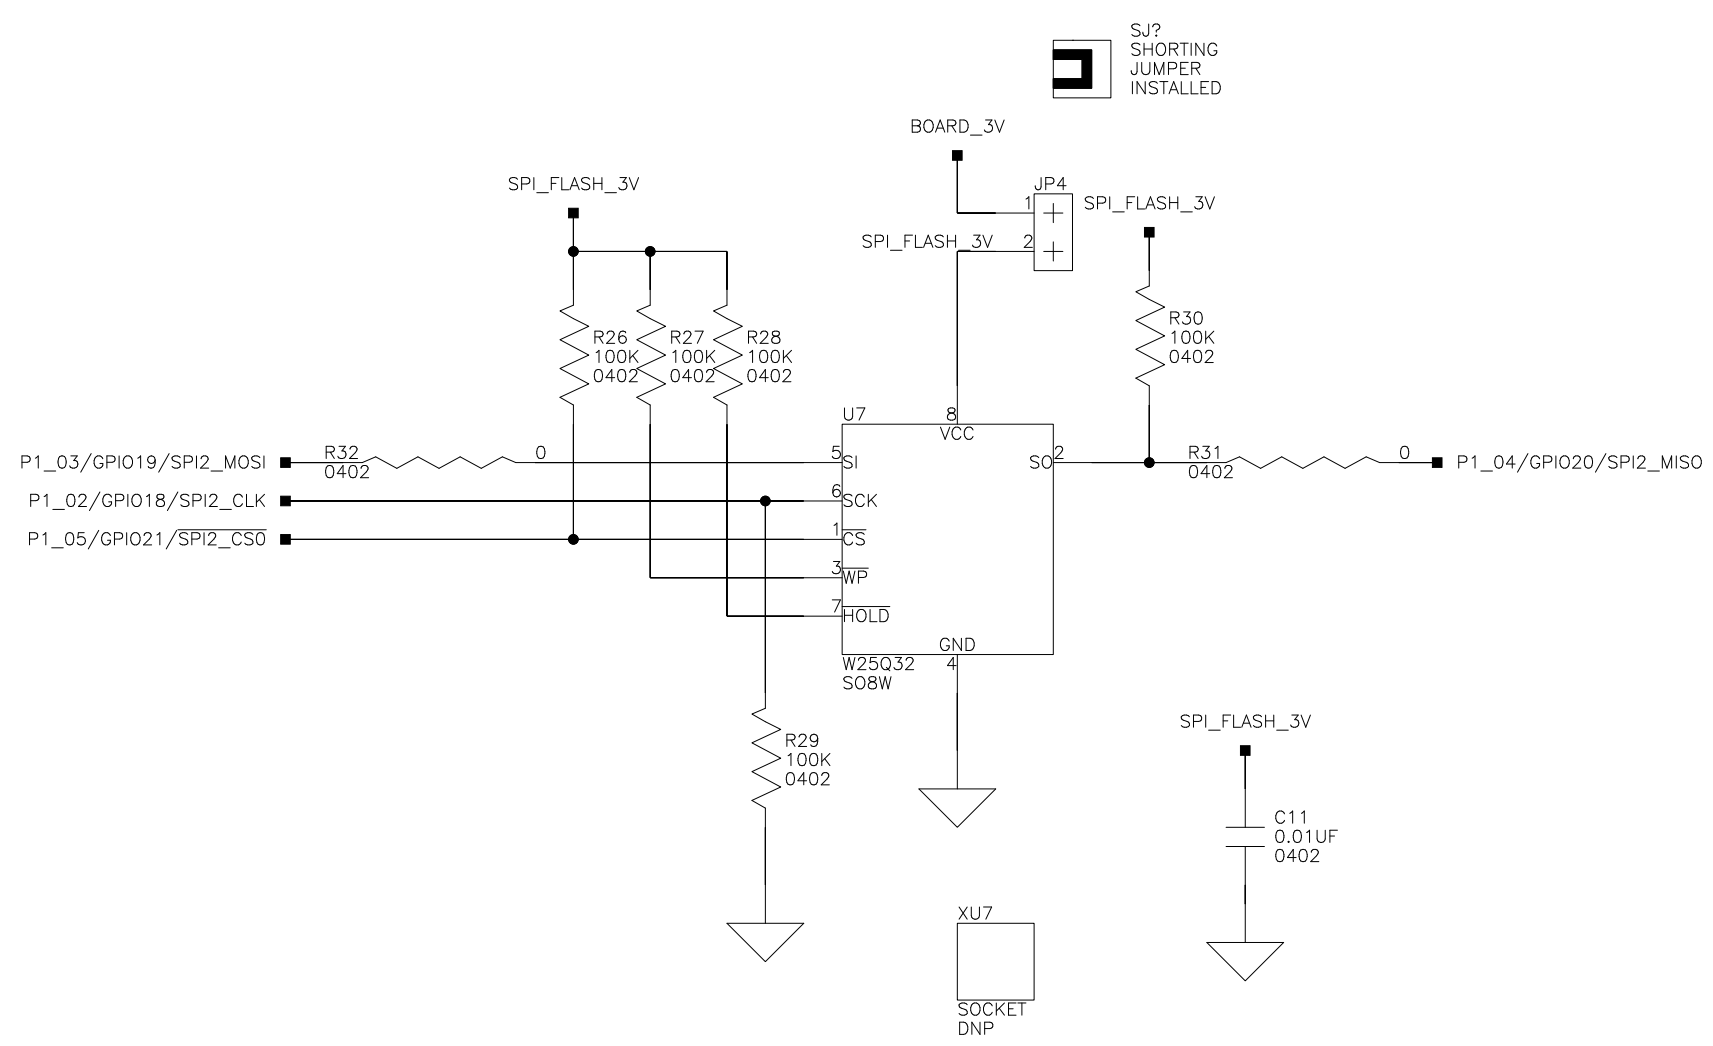 SJ?
SHORTING
JUMPER
INSTALLED
BOARD_3V
JP4
1
2
SPI_FLASH_3V
SPI_FLASH_3V
SPI_FLASH_3V
R26
100K
0402
R27
100K
0402
R28
100K
0402
R30
100K
0402
U7
8
VCC
P1_03/GPIO19/SPI2_MOSI
R32
0402
0
5
SI
SO
2
R31
0402
0
P1_04/GPIO20/SPI2_MISO
P1_02/GPIO18/SPI2_CLK
6
SCK
P1_05/GPIO21/SPI2_CS0
1
CS
3
WP
7
HOLD
GND
4
W25Q32
SO8W
R29
100K
0402
SPI_FLASH_3V
C11
0.01UF
0402
XU7
SOCKET
DNP